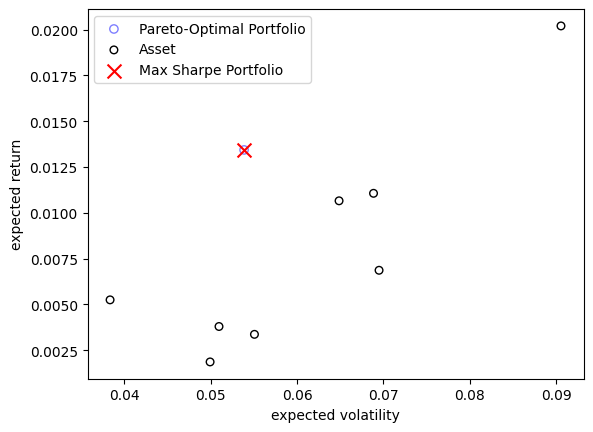 Pareto-Optimal Portfolio
Asset
Max Sharpe Portfolio
expected return
0.0200
0.0175
0.0150
0.0125
0.0100
0.0075
0.0050
0.0025
0.04 0.05 0.06 0.07 0.08 0.09
expected volatility